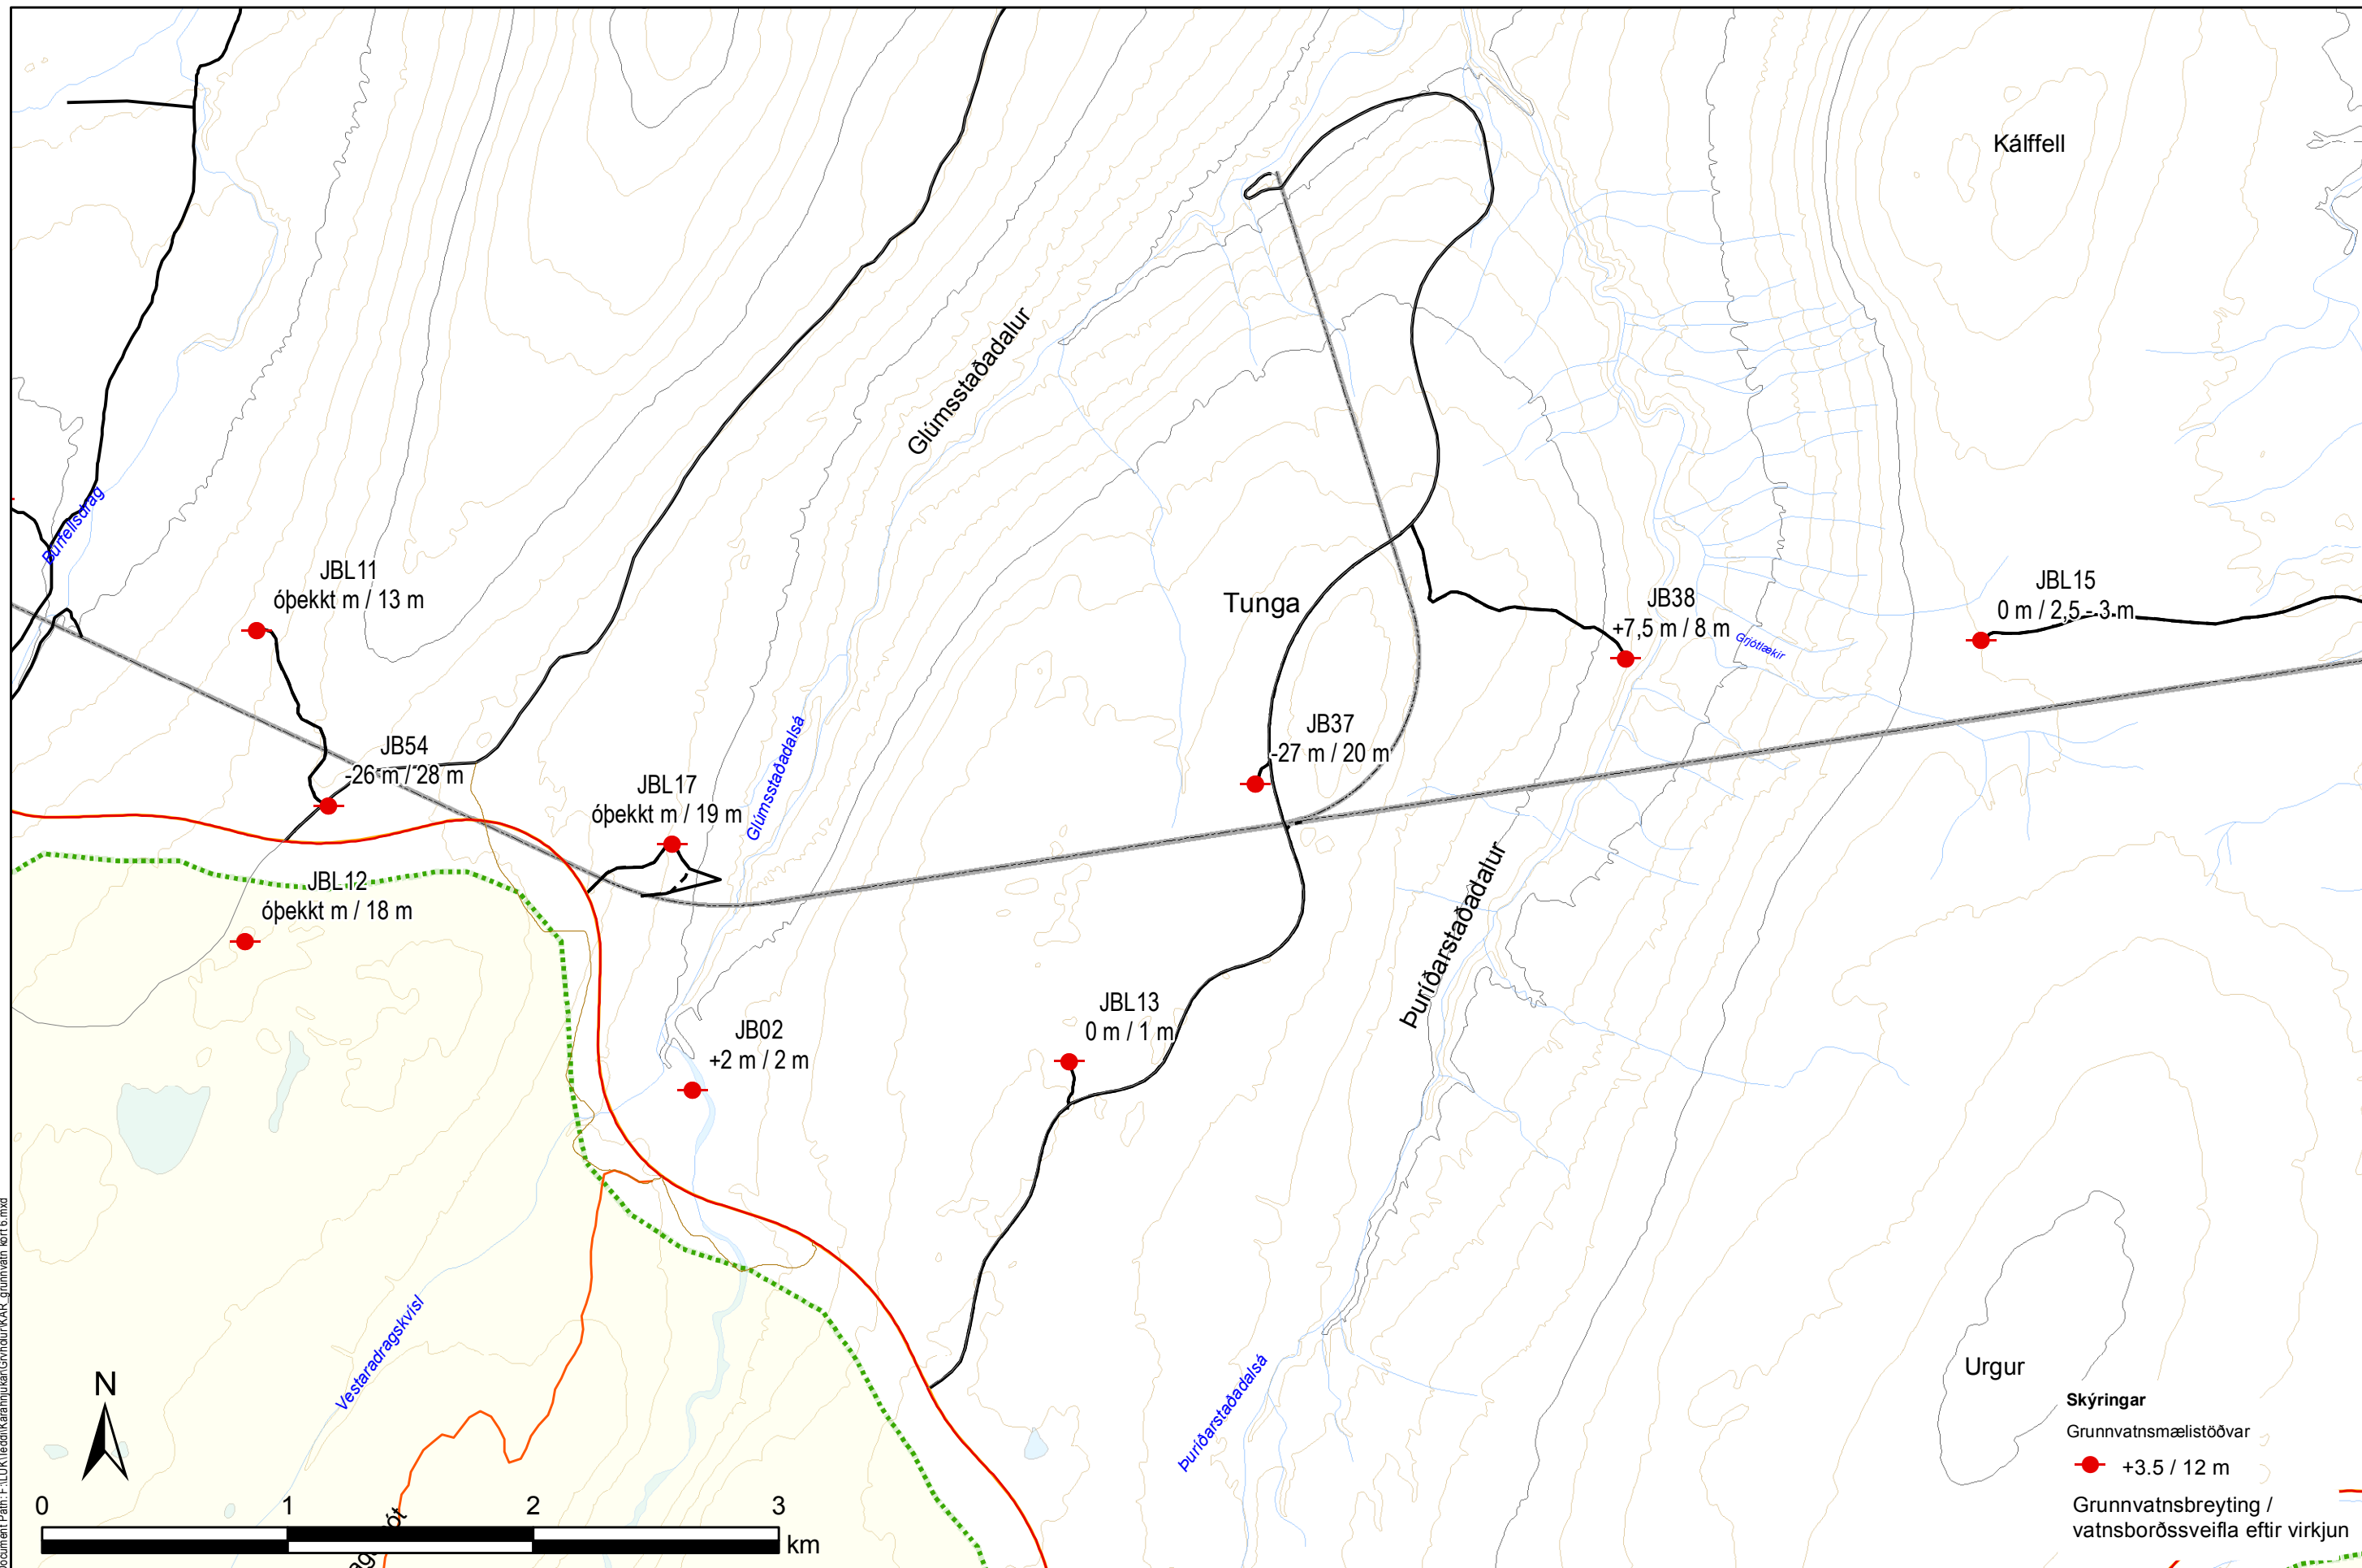 Kálffell
Glúmsstaðadalur
Burfellsdrag
JBL11
óþekkt m / 13 m
JBL15
0 m / 2,5 - 3 m
JB38
+7,5 m / 8 m
Tunga
Grjótlækir
JB37
-27 m / 20 m
JB54
-26 m / 28 m
JBL17
óþekkt m / 19 m
Glúmsstaðadalsá
JBL12
óþekkt m / 18 m
Þuríðarstaðadalur
JBL13
0 m / 1 m
JB02
+2 m / 2 m
Vestaradragskvísl
Þuríðarstaðadalsá
Urgur
N
0 1 2 3
km
Skýringar
Grunnvatnsmælistöðvar
+3.5 / 12 m
Grunnvatnsbreyting /
vatnsborðssveifla eftir virkjun